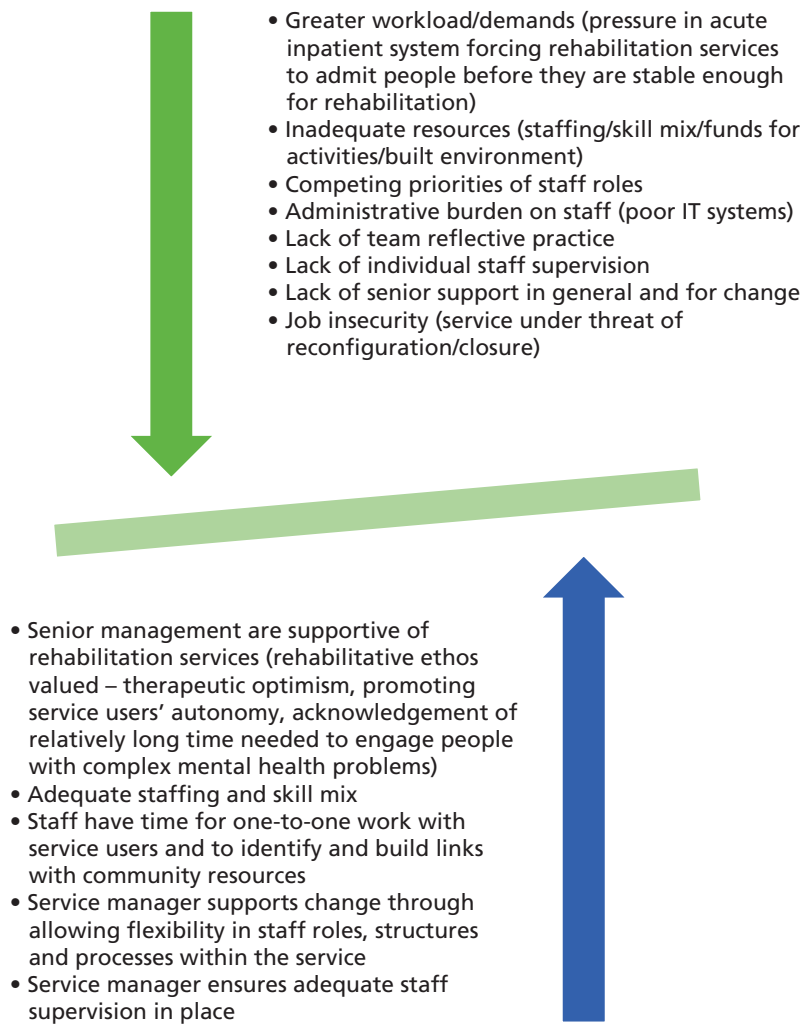 • Greater workload/demands (pressure in acute
inpatient system forcing rehabilitation services
to admit people before they are stable enough
for rehabilitation)
• Inadequate resources (staffing/skill mix/funds for
activities/built environment)
• Competing priorities of staff roles
• Administrative burden on staff (poor IT systems)
• Lack of team reflective practice
• Lack of individual staff supervision
• Lack of senior support in general and for change
• Job insecurity (service under threat of
reconfiguration/closure)
• Senior management are supportive of
rehabilitation services (rehabilitative ethos
valued – therapeutic optimism, promoting
service users’ autonomy, acknowledgement of
relatively long time needed to engage people
with complex mental health problems)
• Adequate staffing and skill mix
• Staff have time for one-to-one work with
service users and to identify and build links
with community resources
• Service manager supports change through
allowing flexibility in staff roles, structures
and processes within the service
• Service manager ensures adequate staff
supervision in place